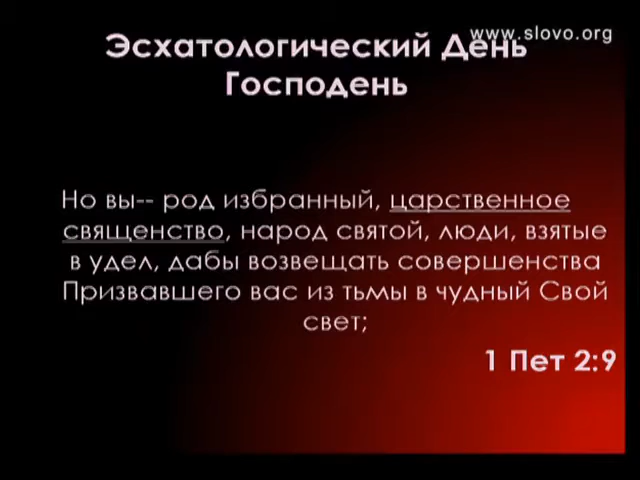 www.slovo.org
Эсхатологический День
Господень
Но вы-- род избранный, царственное
священство, народ святой, люди, взятые
в удел, дабы возвещать совершенства
Призвавшего вас из тьмы в чудный Свой
свет;
1 Пет 2:9